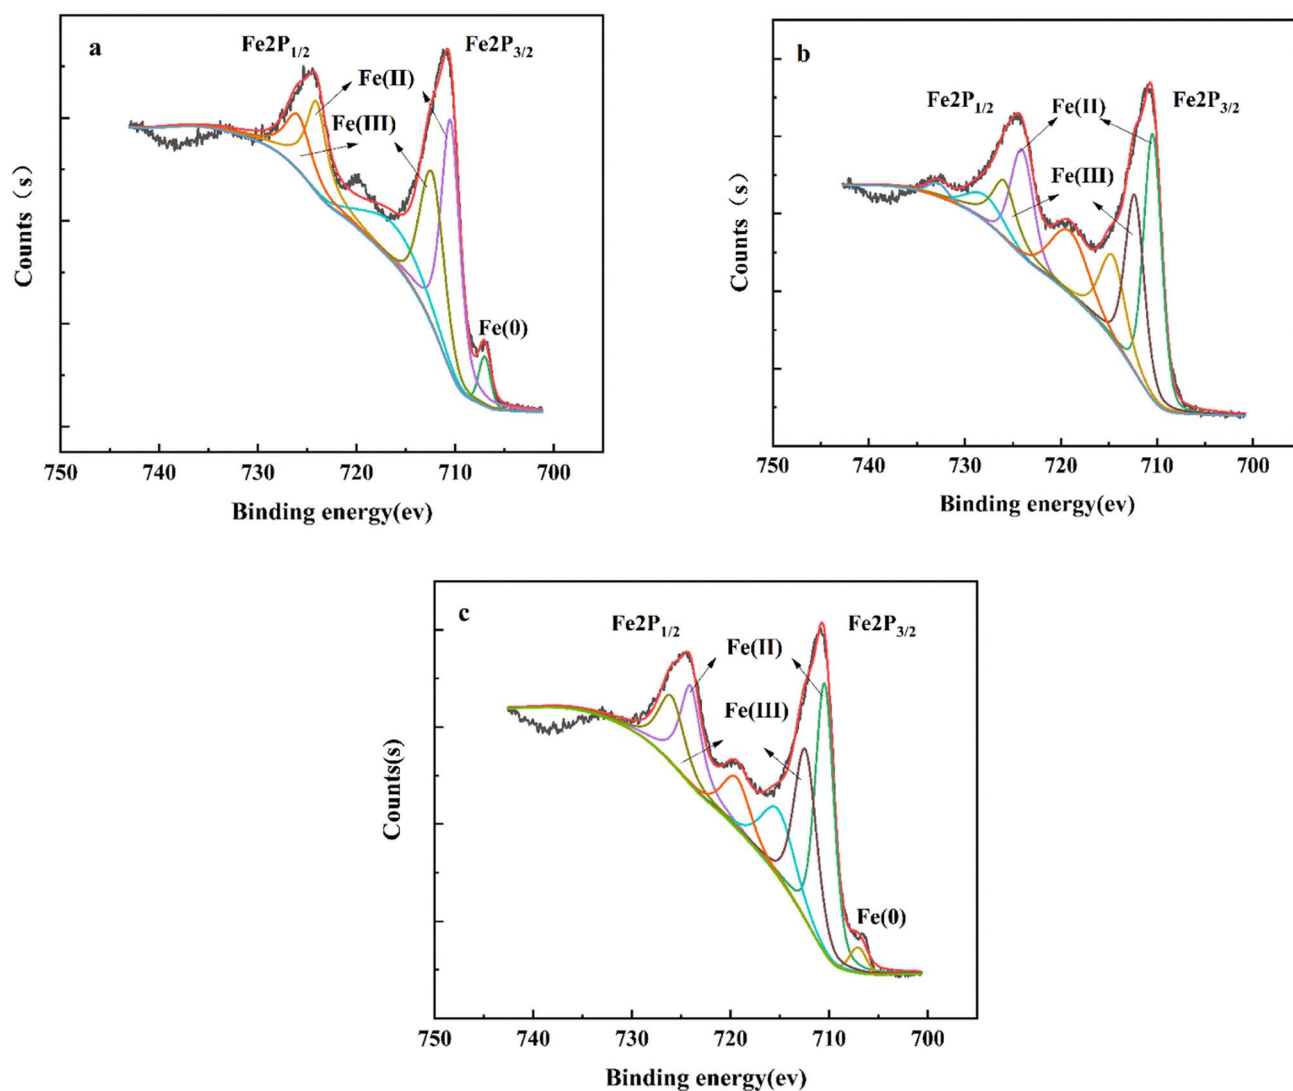 a
Fe2P1/2
Fe2P3/2
Fe(II)
Fe(III)
Fe(0)
Counts (s)
750 740 730 720 710 700
Binding energy(ev)
b
Fe2P1/2
Fe2P3/2
Fe(II)
Fe(III)
Counts (s)
750 740 730 720 710 700
Binding energy(ev)
c
Fe2P1/2
Fe2P3/2
Fe(II)
Fe(III)
Fe(0)
Counts(s)
750 740 730 720 710 700
Binding energy(ev)